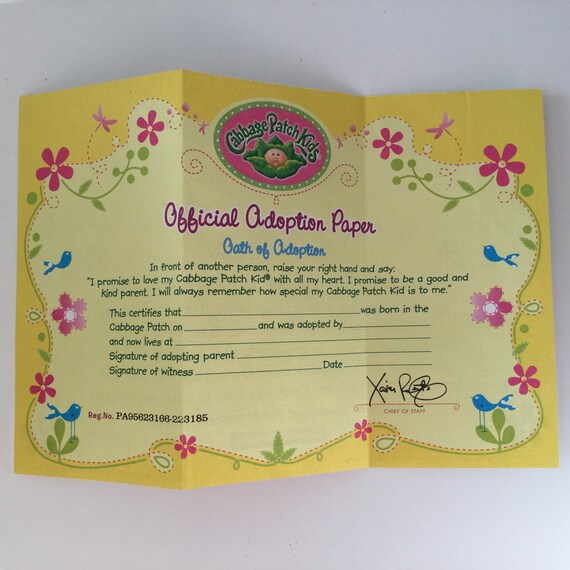 Cabbage Patch Kids
Official Adoption Paper
Oath of Adoption
In front of another person, raise your right hand and say:
"I promise to love my Cabbage Patch Kid® with all my heart. I promise to be a good and
kind parent. I will always remember how special my Cabbage Patch Kid is to me."
This certifies that was born in the
Cabbage Patch on and was adopted by
and now lives at
Signature of adopting parent
Signature of witness Date
Xavier Roberts
CHIEF OF STAFF
Reg.No. PA95623166-223185